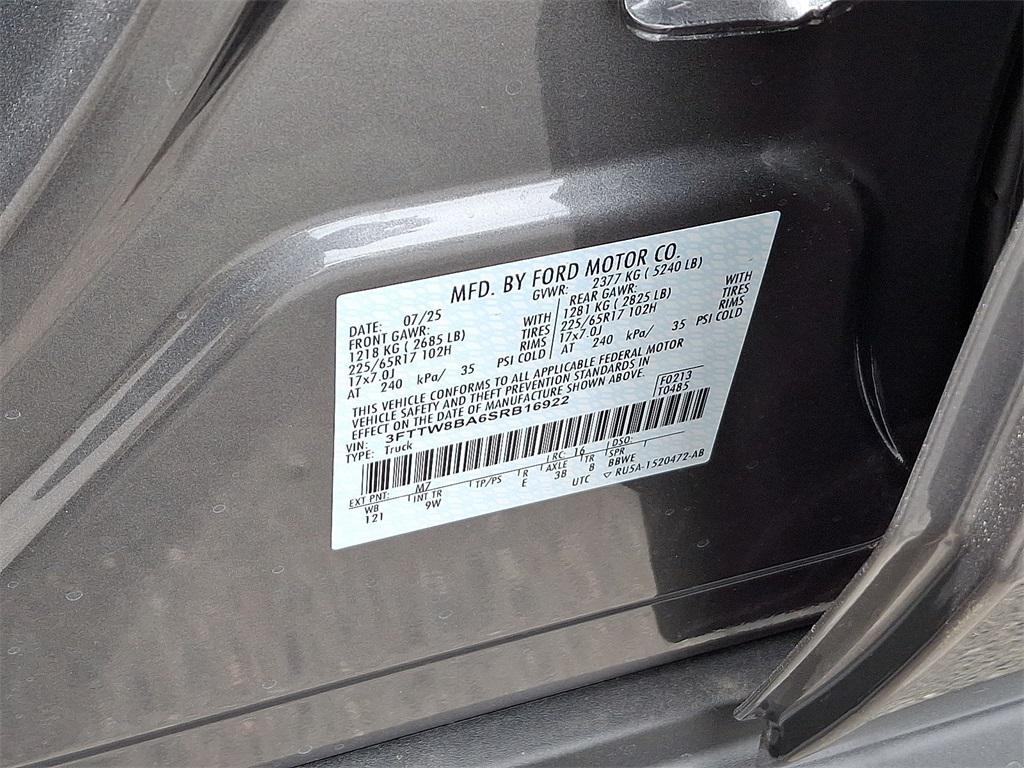 MFD. BY FORD MOTOR CO.
DATE: 07/25 GVWR: 2377 KG ( 5240 LB)
FRONT GAWR: WITH REAR GAWR: WITH
1218 KG ( 2685 LB) TIRES 1281 KG ( 2825 LB) TIRES
225/65R17 102H RIMS 225/65R17 102H RIMS
17x7.0J PSI COLD 17x7.0J PSI COLD
AT 240 kPa/ 35 AT 240 kPa/ 35
THIS VEHICLE CONFORMS TO ALL APPLICABLE FEDERAL MOTOR
VEHICLE SAFETY AND THEFT PREVENTION STANDARDS IN
EFFECT ON THE DATE OF MANUFACTURE SHOWN ABOVE.
F0213
T0485
VIN: 3FTTW8BA6SRB16922
TYPE: Truck
EXT PNT: M7 RC: 16 DSO:
WB INT TR TP/PS R AXLE TR SPR
121 9W E 3B B BBWE
UTC ▽ RU5A-1520472-AB